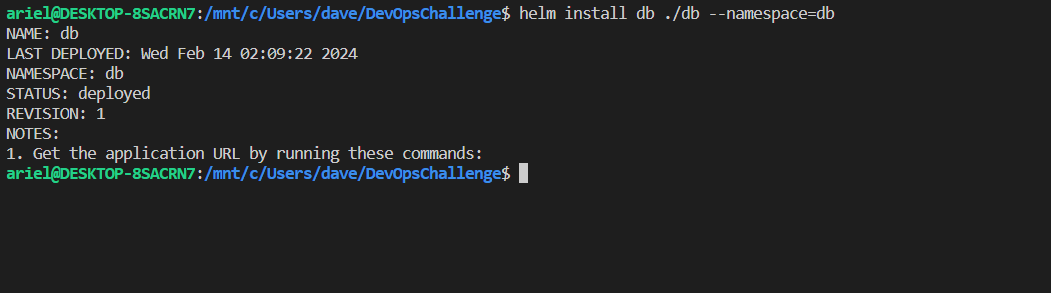 ariel@DESKTOP-8SACRN7:/mnt/c/Users/dave/DevOpsChallenge$ helm install db ./db --namespace=db
NAME: db
LAST DEPLOYED: Wed Feb 14 02:09:22 2024
NAMESPACE: db
STATUS: deployed
REVISION: 1
NOTES:
1. Get the application URL by running these commands:
ariel@DESKTOP-8SACRN7:/mnt/c/Users/dave/DevOpsChallenge$